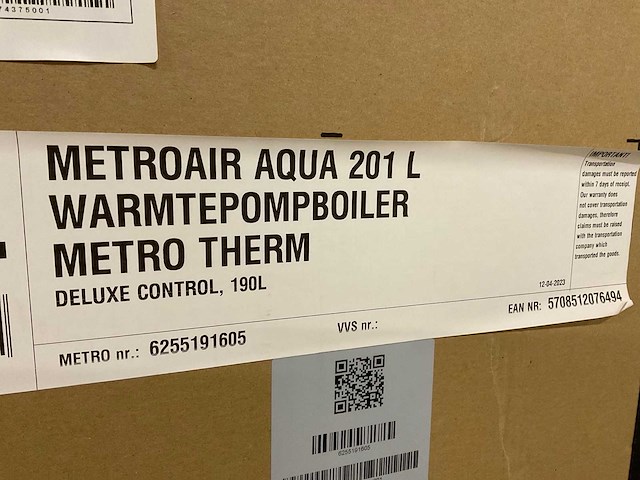 74375001
METROAIR AQUA 201 L
WARMTEPOMPBOILER
METRO THERM
DELUXE CONTROL, 190L
METRO nr.: 6255191605
VVS nr.:
12-04-2023
EAN NR: 5708512076494
IMPORTANT!
Transportation
damages must be reported
within 7 days of receipt.
Our warranty does
not cover transportation
damages, therefore
claims must be raised
with the transportation
company which
transported the goods.
6255191605